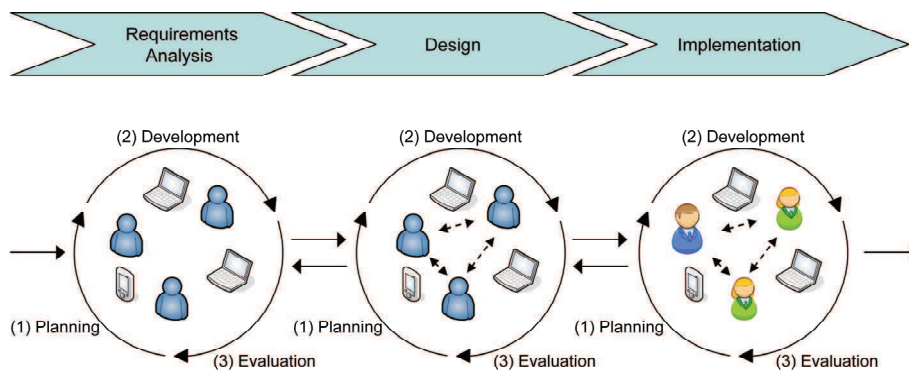 Requirements
Analysis
Design
Implementation
(2) Development
(2) Development
(2) Development
(1) Planning
(1) Planning
(1) Planning
(3) Evaluation
(3) Evaluation
(3) Evaluation